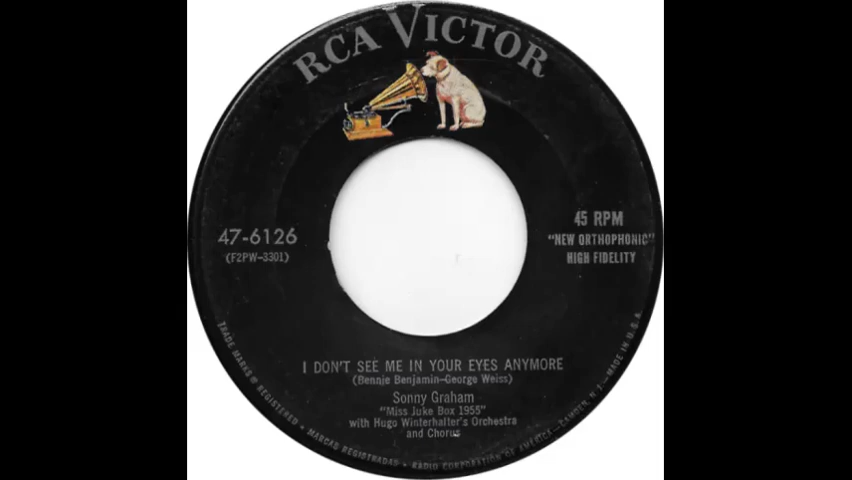 RCA VICTOR
47-6126
(F2PW-3301)
45 RPM
"NEW ORTHOPHONIC"
HIGH FIDELITY
I DON'T SEE ME IN YOUR EYES ANYMORE
(Bennie Benjamin-George Weiss)
Sonny Graham
"Miss Juke Box 1955"
with Hugo Winterhalter's Orchestra
and Chorus
TRADE MARKS ® REGISTERED • MARCAS REGISTRADAS • RADIO CORPORATION OF AMERICA—CAMDEN, N. J.—MADE IN U.S.A.